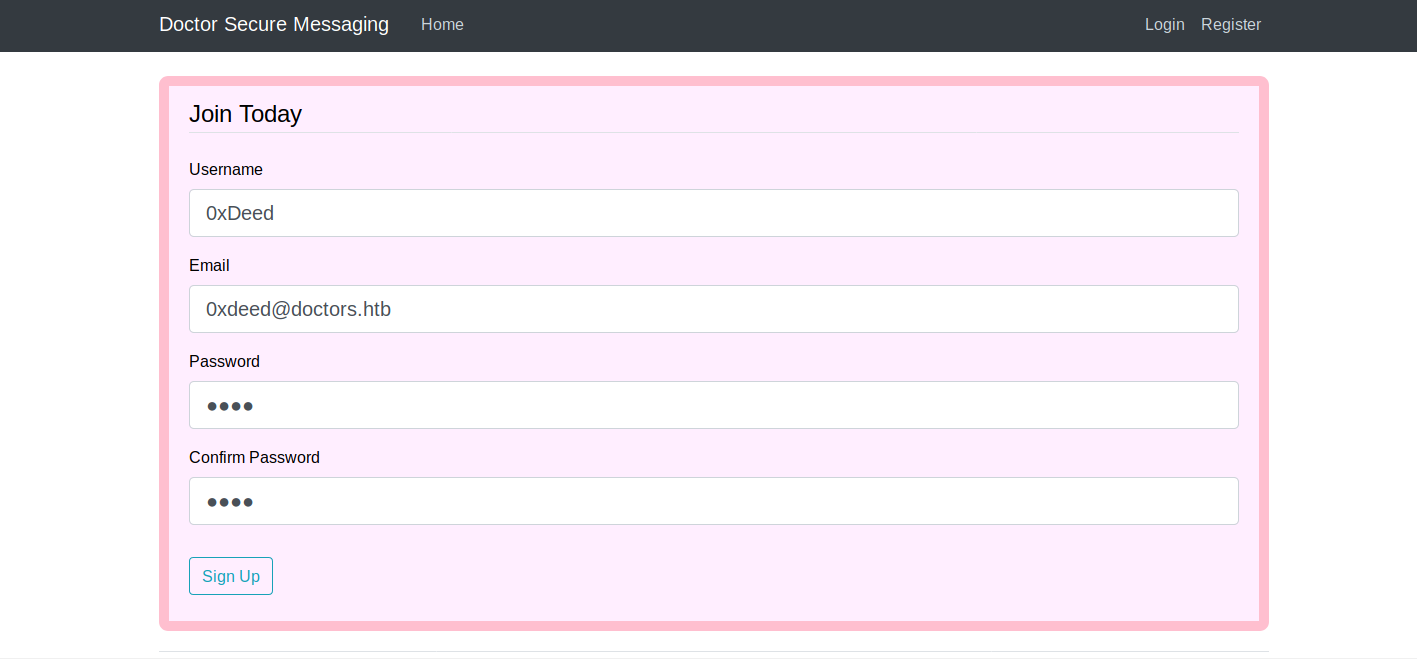 Doctor Secure Messaging Home Login Register
Join Today
Username
0xDeed
Email
0xdeed@doctors.htb
Password
●●●●
Confirm Password
●●●●
Sign Up